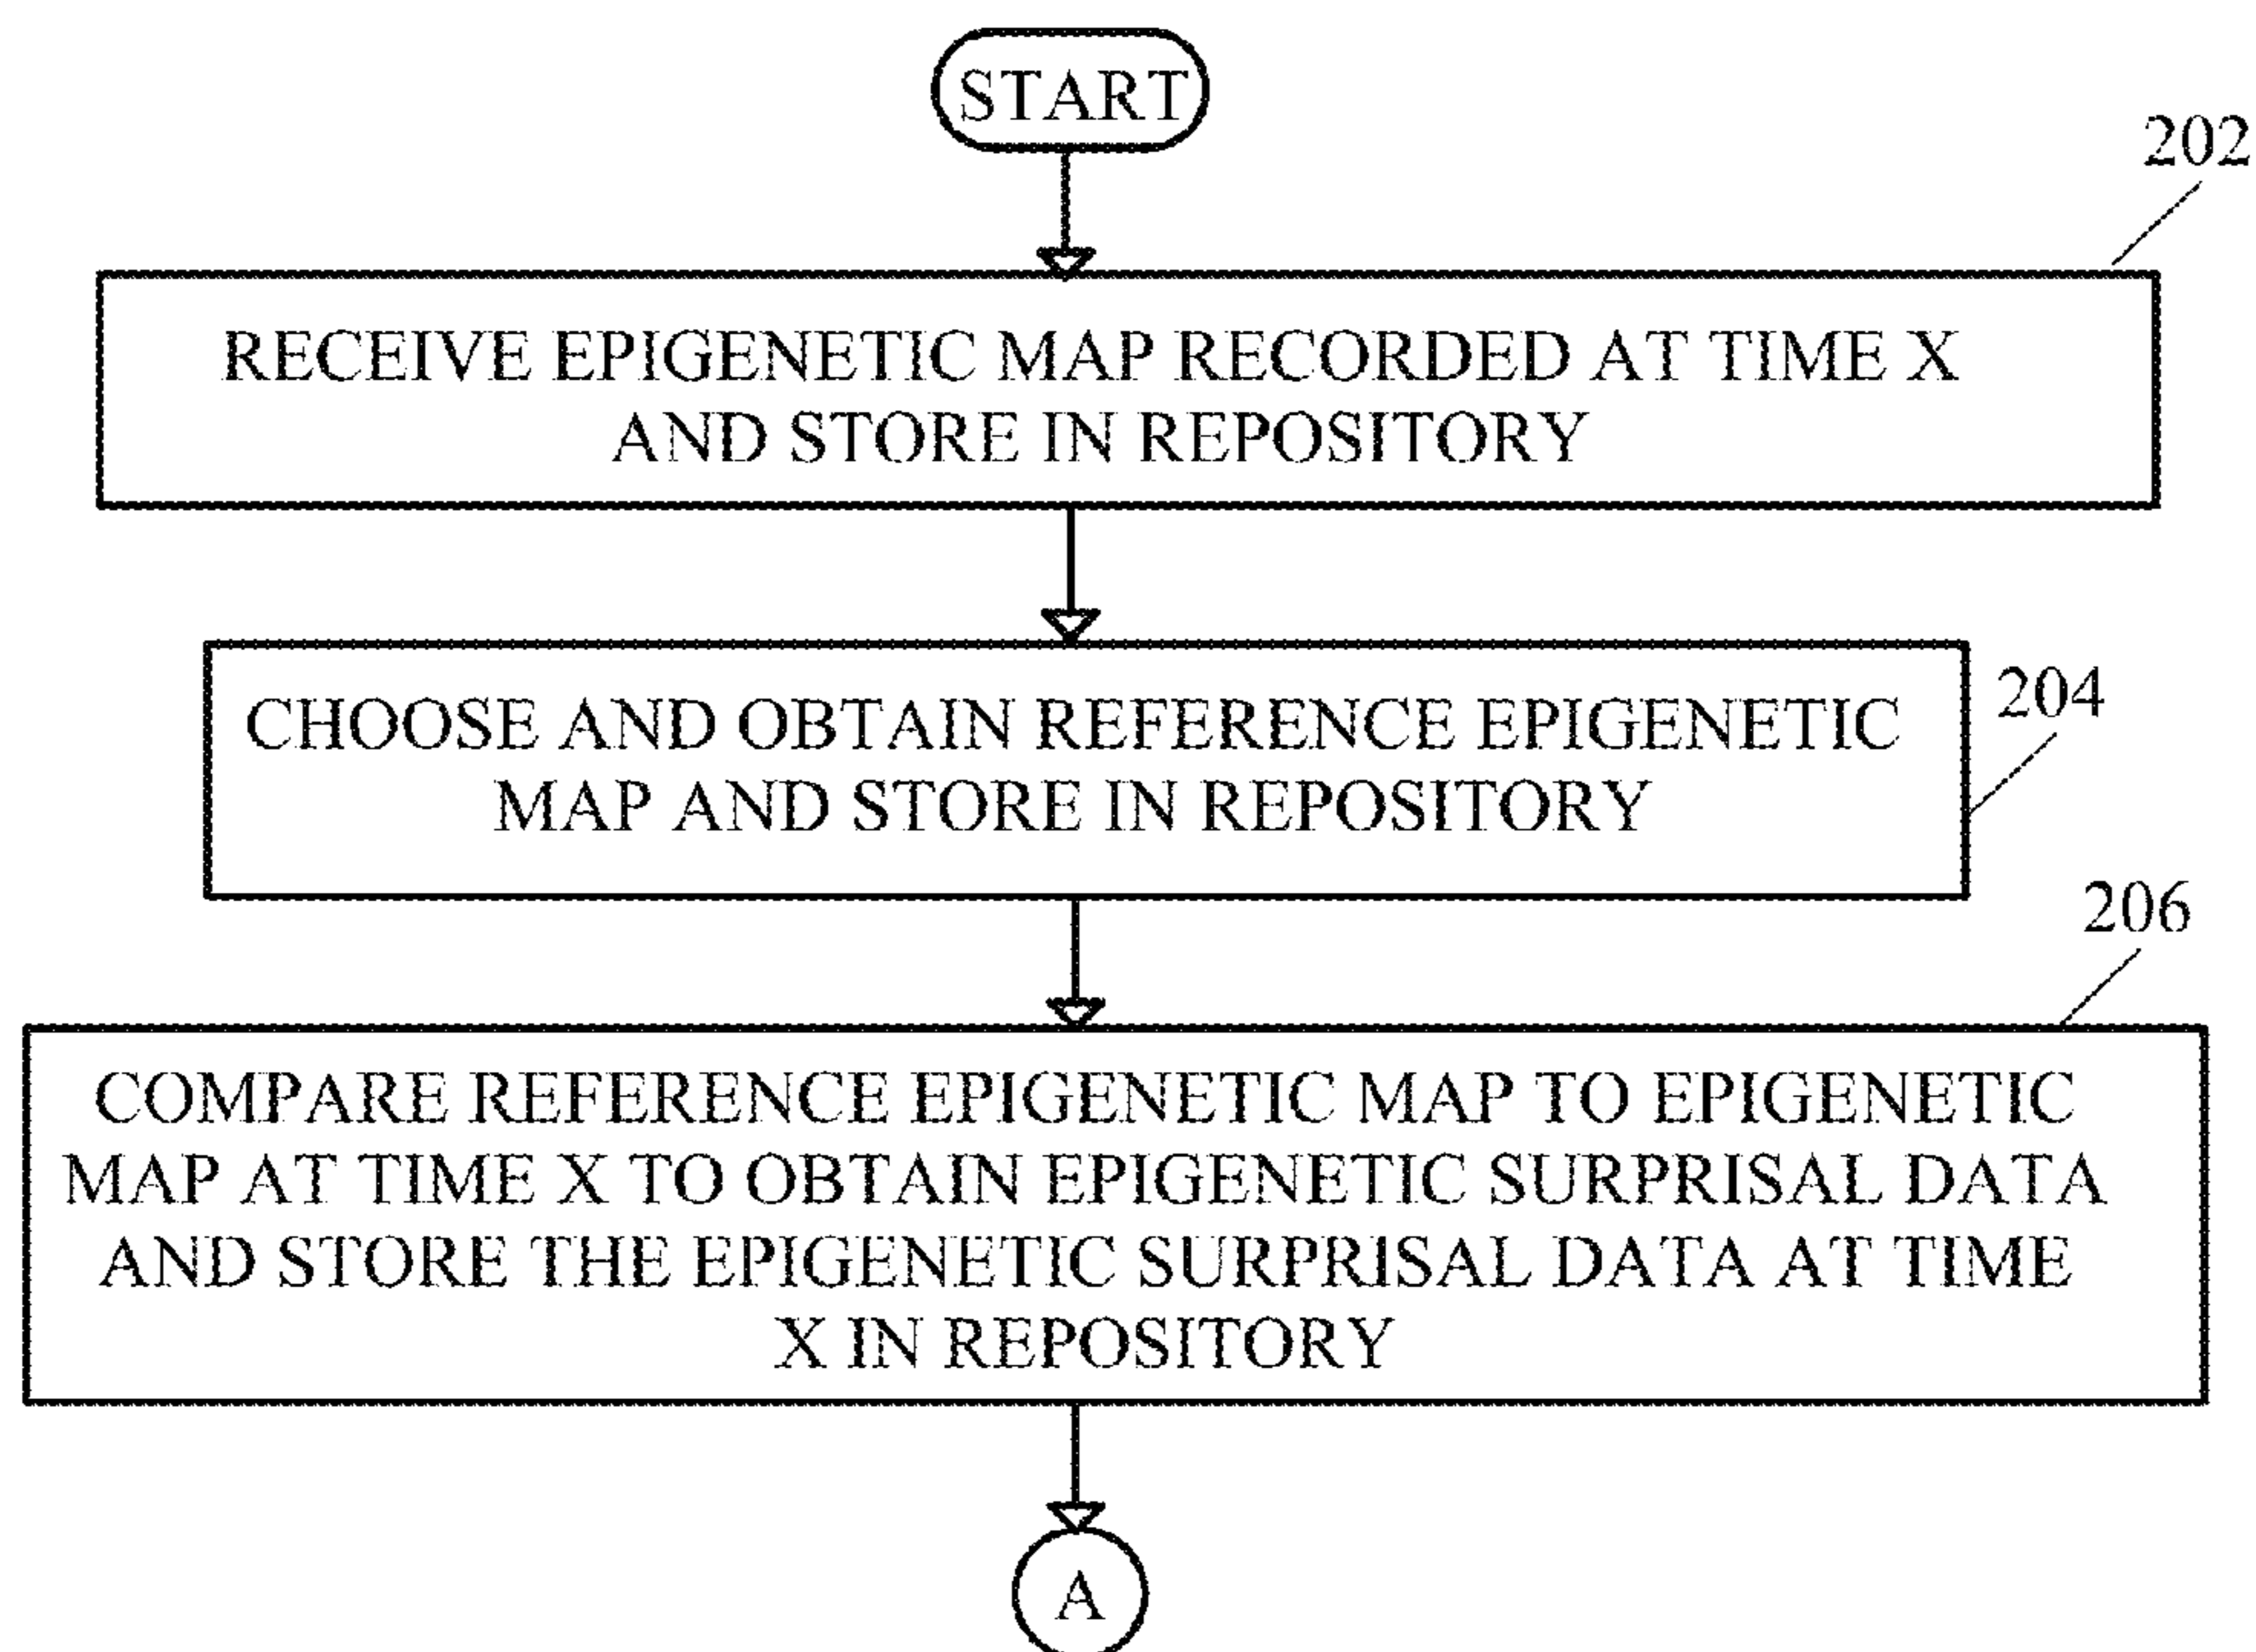 START
202
RECEIVE EPIGENETIC MAP RECORDED AT TIME X
AND STORE IN REPOSITORY
204
CHOOSE AND OBTAIN REFERENCE EPIGENETIC
MAP AND STORE IN REPOSITORY
206
COMPARE REFERENCE EPIGENETIC MAP TO EPIGENETIC
MAP AT TIME X TO OBTAIN EPIGENETIC SURPRISAL DATA
AND STORE THE EPIGENETIC SURPRISAL DATA AT TIME
X IN REPOSITORY
A